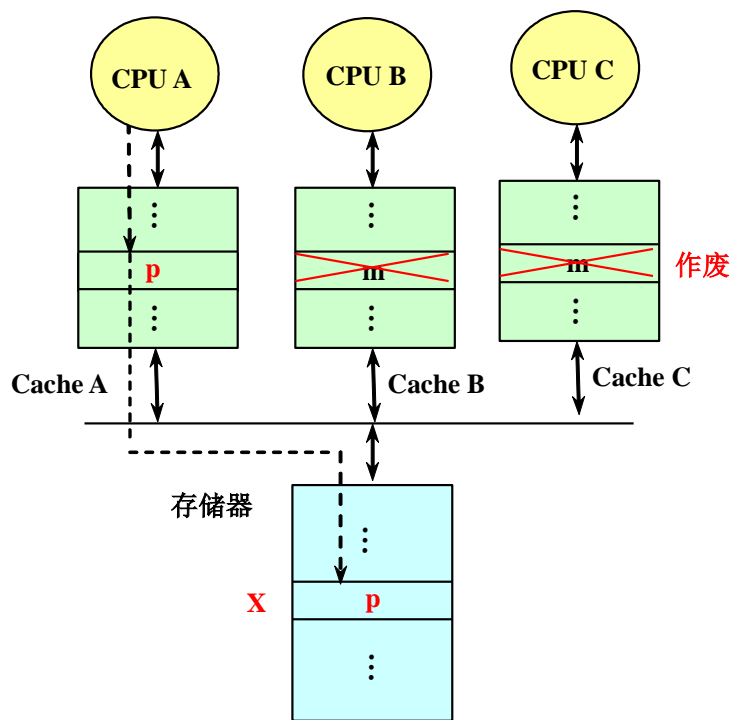 CPU A
CPU B
CPU C
⋮
⋮
⋮
p
m
m
作废
⋮
⋮
⋮
Cache A
Cache B
Cache C
存储器
⋮
X
p
⋮